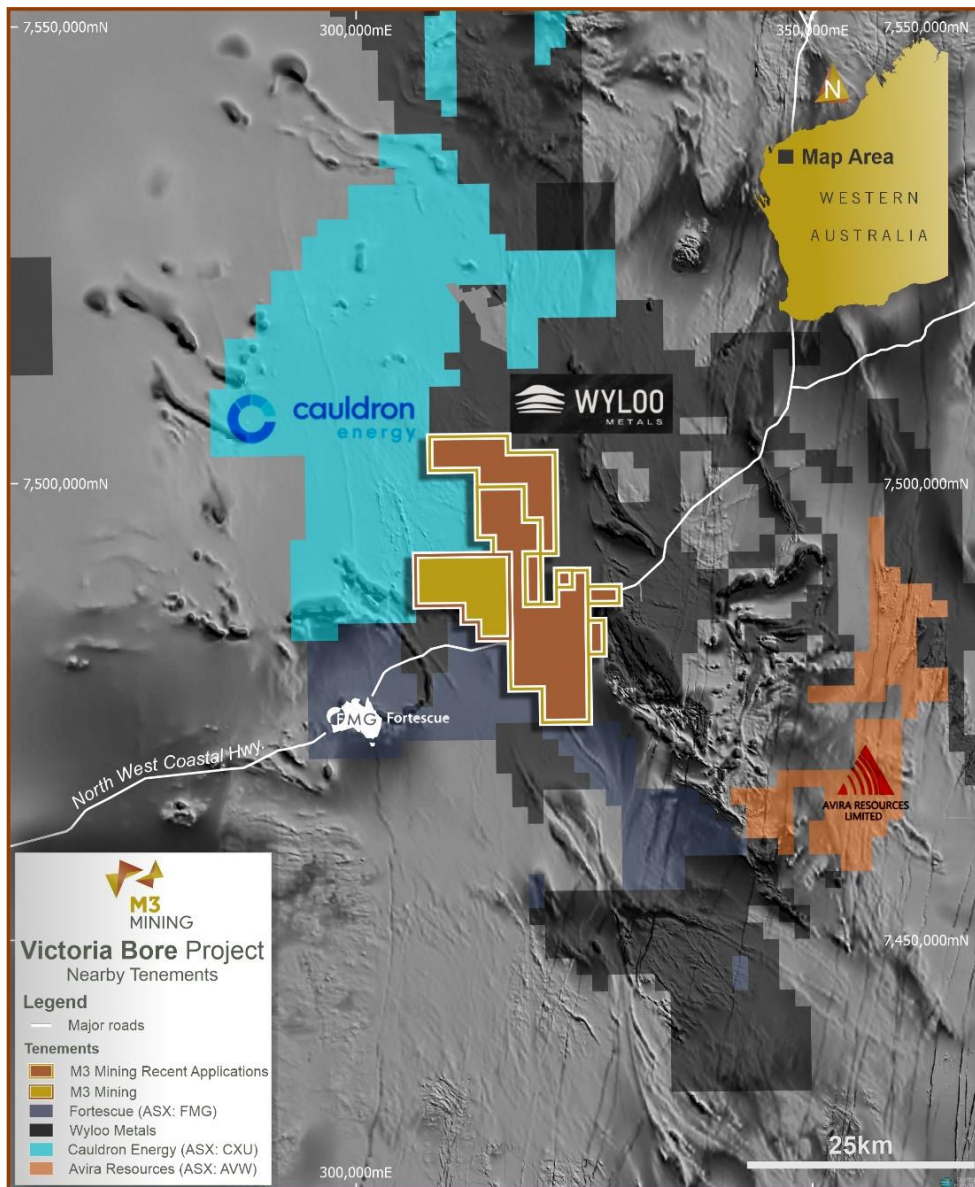 7,550,000mN
300,000mE
350,000mE
7,550,000mN
N
Map Area
WESTERN
AUSTRALIA
cauldron
energy
WYLOO
METALS
7,500,000mN
7,500,000mN
FMG Fortescue
North West Coastal Hwy.
AVIRA RESOURCES
LIMITED
M3
MINING
Victoria Bore Project
Nearby Tenements
Legend
Major roads
Tenements
M3 Mining Recent Applications
M3 Mining
Fortescue (ASX: FMG)
Wyloo Metals
Cauldron Energy (ASX: CXU)
Avira Resources (ASX: AVW)
7,450,000mN
300,000mE
25km